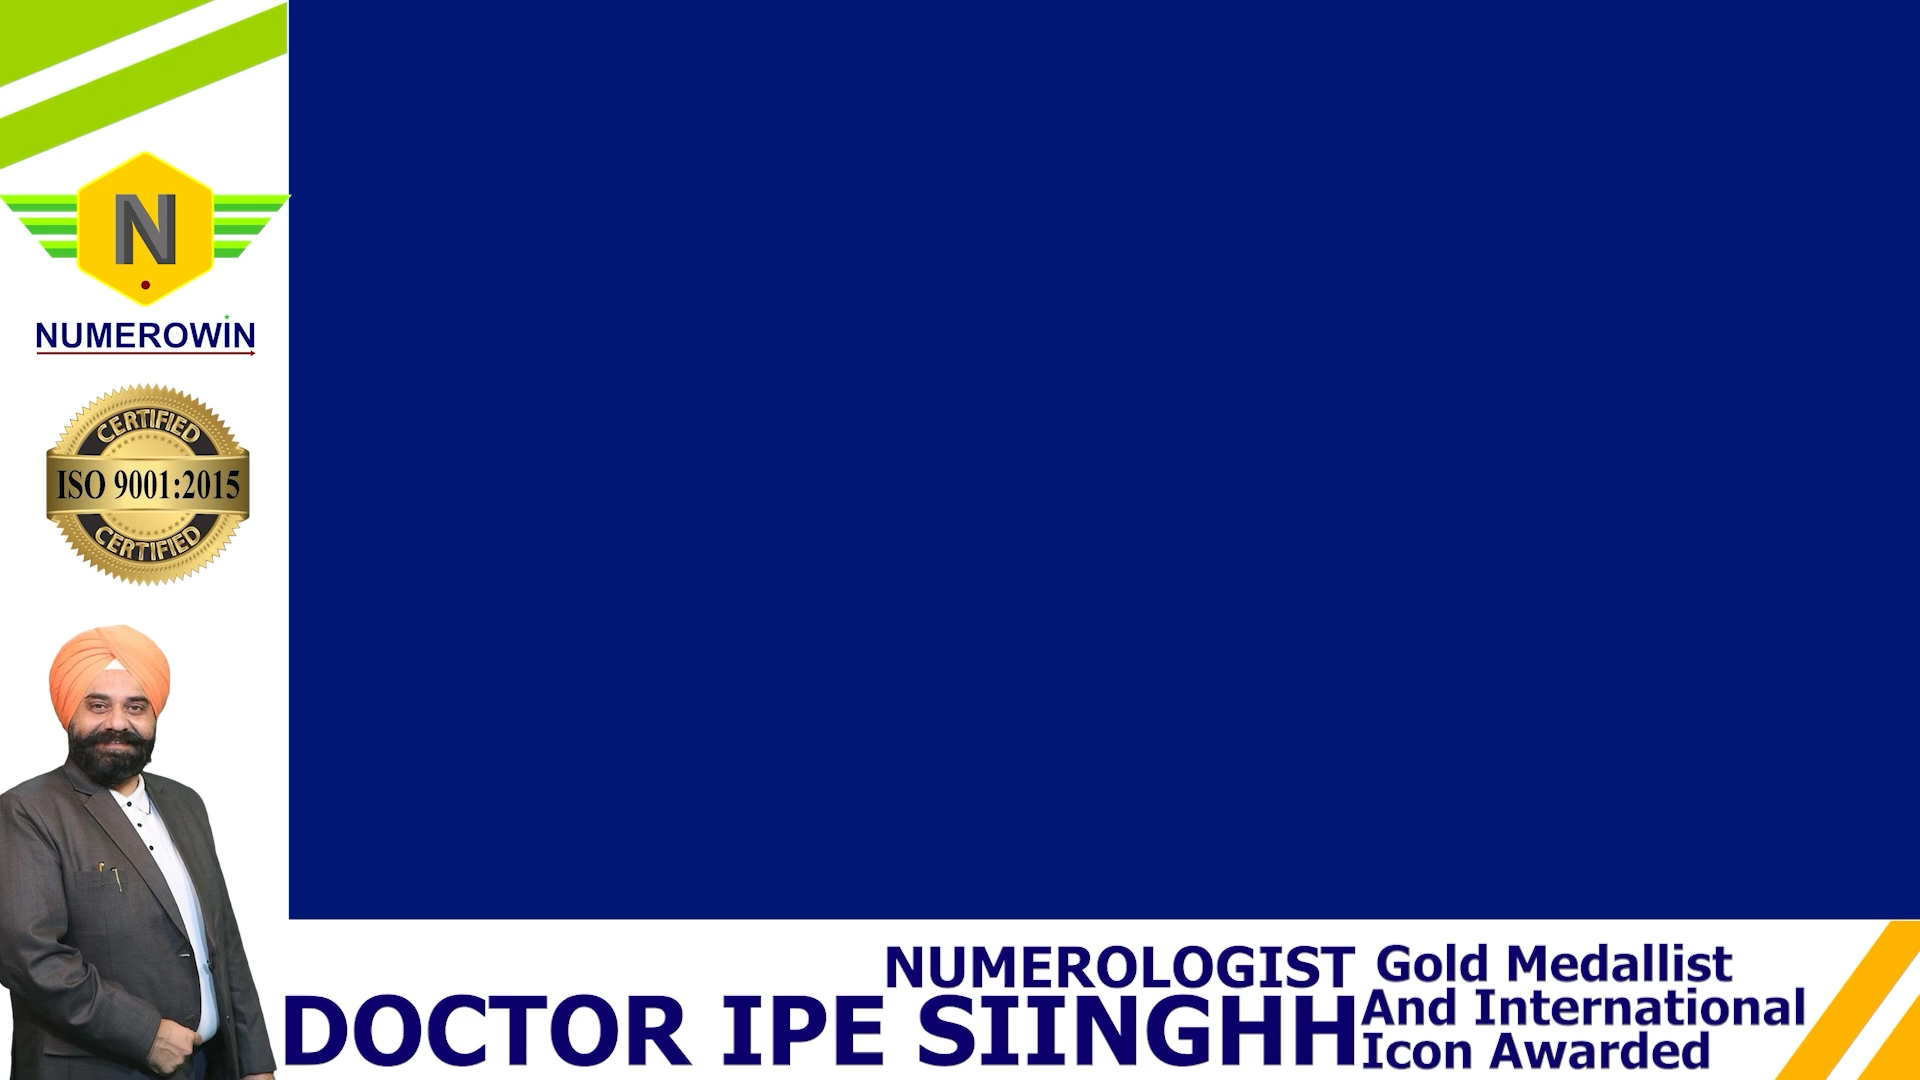 N
NUMEROWIN
CERTIFIED
ISO 9001:2015
CERTIFIED
NUMEROLOGIST
DOCTOR IPE SIINGHH
Gold Medallist
And International
Icon Awarded